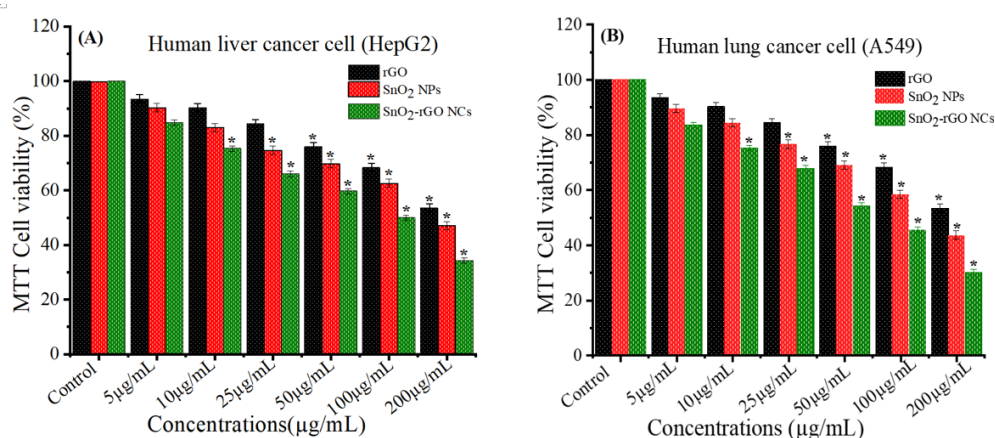 (A)
Human liver cancer cell (HepG2)
rGO
SnO₂ NPs
SnO₂-rGO NCs
MTT Cell viability (%)
120
100
80
60
40
20
0
* * * * * * * * * * * * *
Control
5µg/mL
10µg/mL
25µg/mL
50µg/mL
100µg/mL
200µg/mL
Concentrations(µg/mL)
(B)
Human lung cancer cell (A549)
rGO
SnO₂ NPs
SnO₂-rGO NCs
MTT Cell viability (%)
120
100
80
60
40
20
0
* * * * * * * * * * * * *
Control
5µg/mL
10µg/mL
25µg/mL
50µg/mL
100µg/mL
200µg/mL
Concentrations (µg/mL)